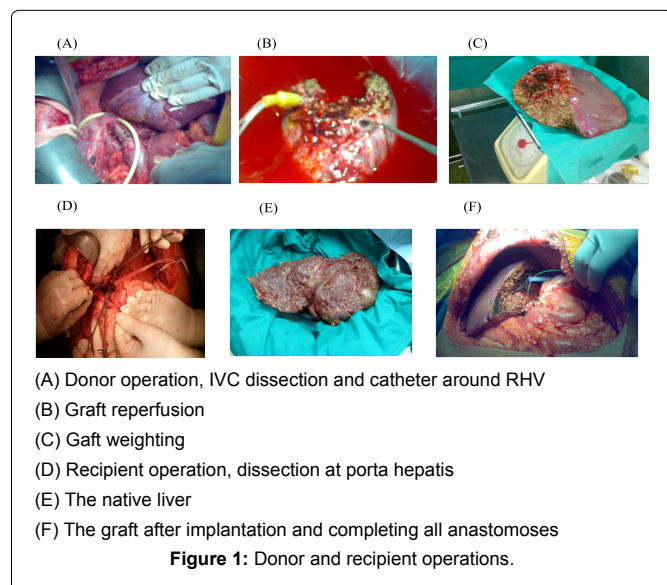 (A)
(B)
(C)
(D)
(E)
(F)
(A) Donor operation, IVC dissection and catheter around RHV
(B) Graft reperfusion
(C) Gaft weighting
(D) Recipient operation, dissection at porta hepatis
(E) The native liver
(F) The graft after implantation and completing all anastomoses
Figure 1: Donor and recipient operations.